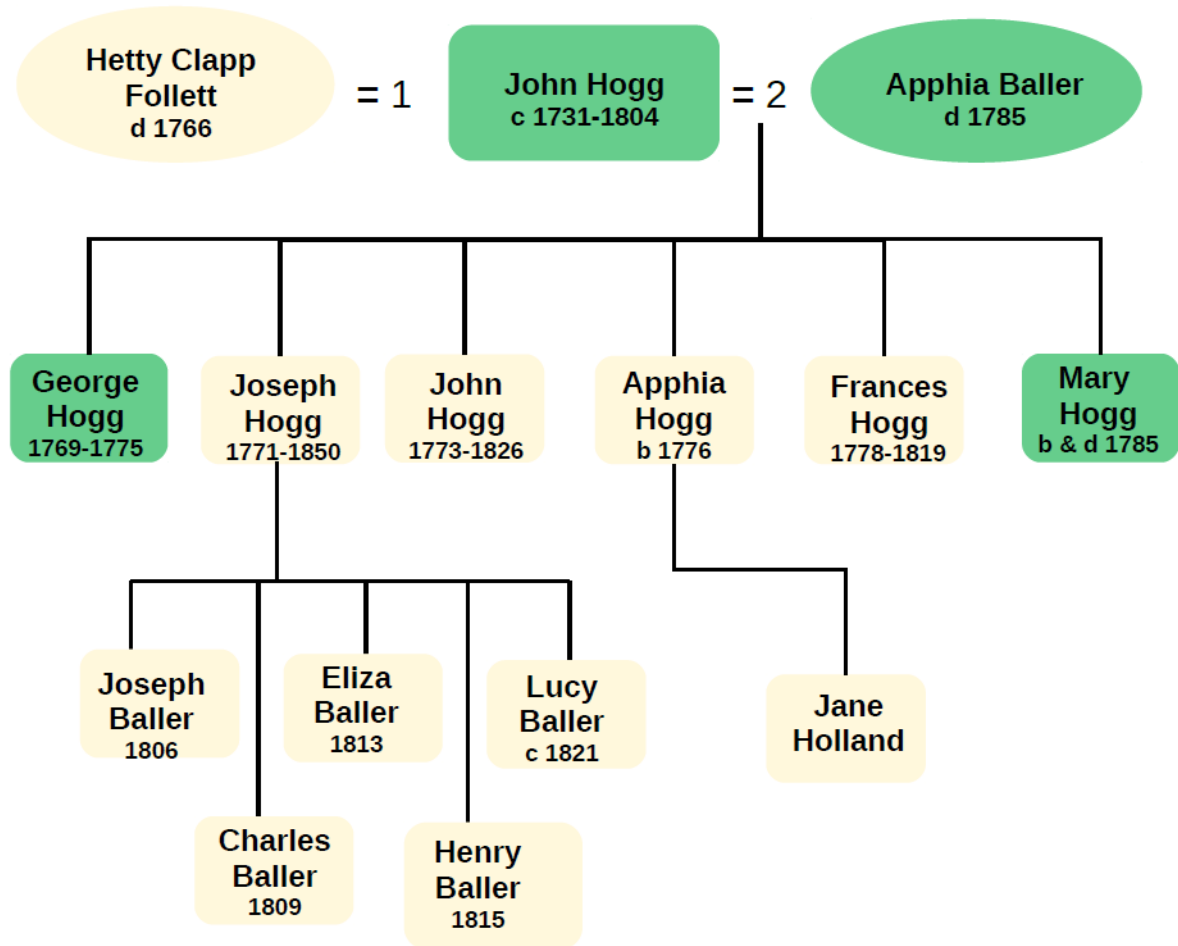 Hetty Clapp
Follett
d 1766
= 1
John Hogg
c 1731-1804
= 2
Apphia Baller
d 1785
George
Hogg
1769-1775
Joseph
Hogg
1771-1850
John
Hogg
1773-1826
Apphia
Hogg
b 1776
Frances
Hogg
1778-1819
Mary
Hogg
b & d 1785
Joseph
Baller
1806
Charles
Baller
1809
Eliza
Baller
1813
Henry
Baller
1815
Lucy
Baller
c 1821
Jane
Holland